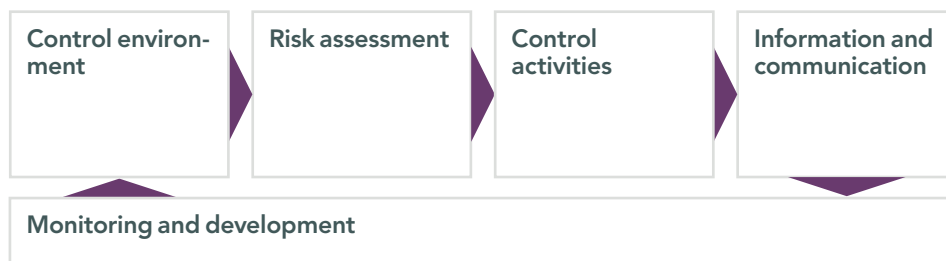 Control environ-
ment
Risk assessment
Control
activities
Information and
communication
Monitoring and development